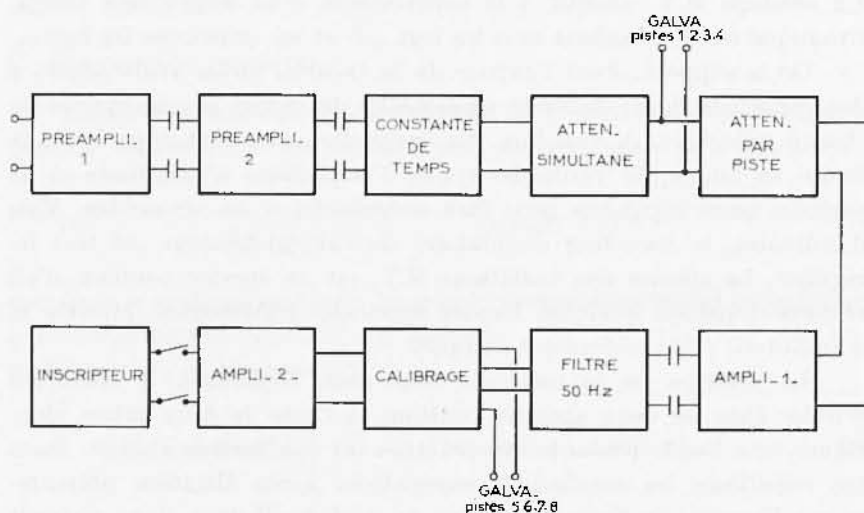 GALVA
pistes 1.2.3.4
PREAMPLI.
1
PREAMPLI.
2
CONSTANTE
DE
TEMPS
ATTEN.
SIMULTANE
ATTEN.
PAR
PISTE
INSCRIPTEUR
AMPLI. 2.
CALIBRAGE
FILTRE
50 Hz
AMPLI. 1.
GALVA.
pistes 5.6.7.8